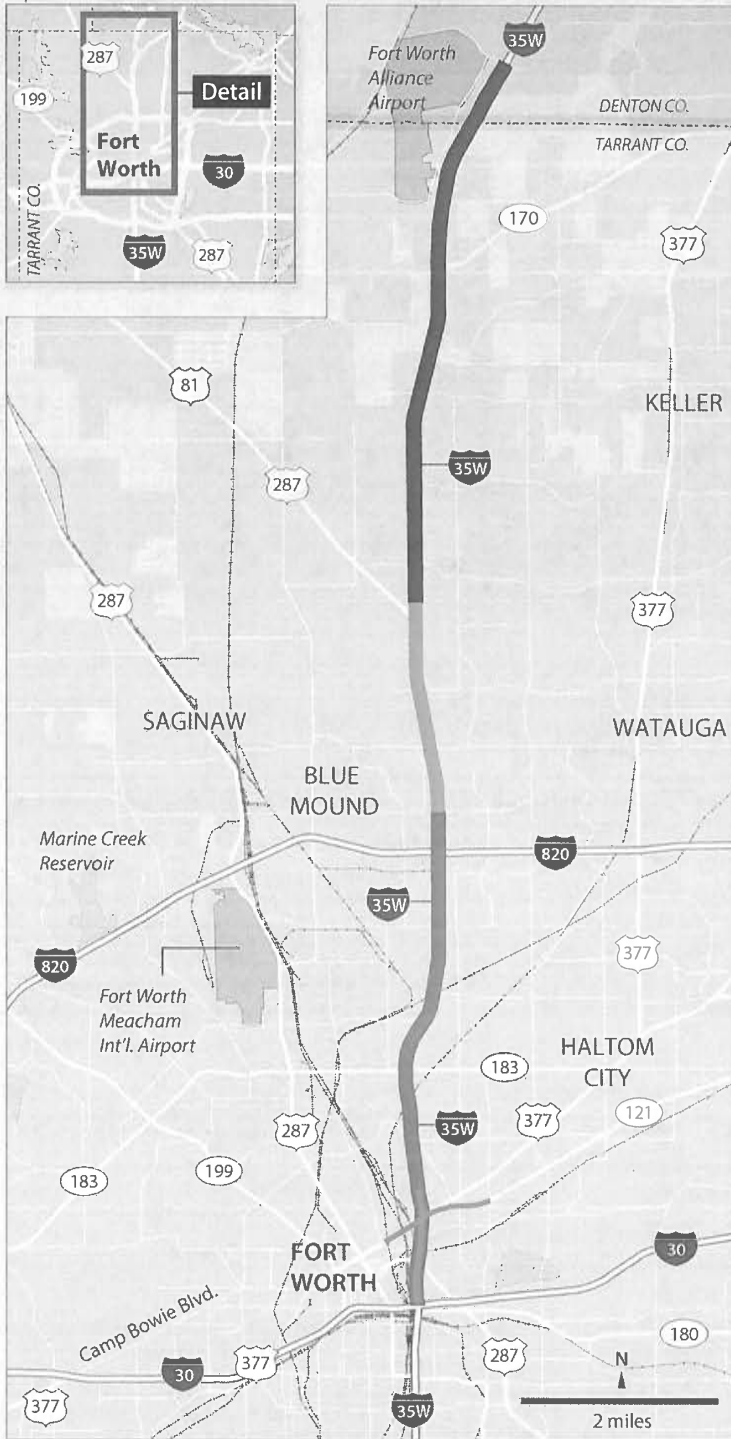 287
199
Detail
Fort
Worth
30
TARRANT CO.
35W
287
35W
Fort Worth
Alliance
Airport
DENTON CO.
TARRANT CO.
170
377
81
KELLER
35W
287
287
377
SAGINAW
WATAUGA
BLUE
MOUND
Marine Creek
Reservoir
820
35W
377
820
Fort Worth
Meacham
Int'l. Airport
HALTOM
CITY
183
377
121
35W
287
199
183
30
FORT
WORTH
Camp Bowie Blvd.
180
287
N
377
30
377
35W
2 miles